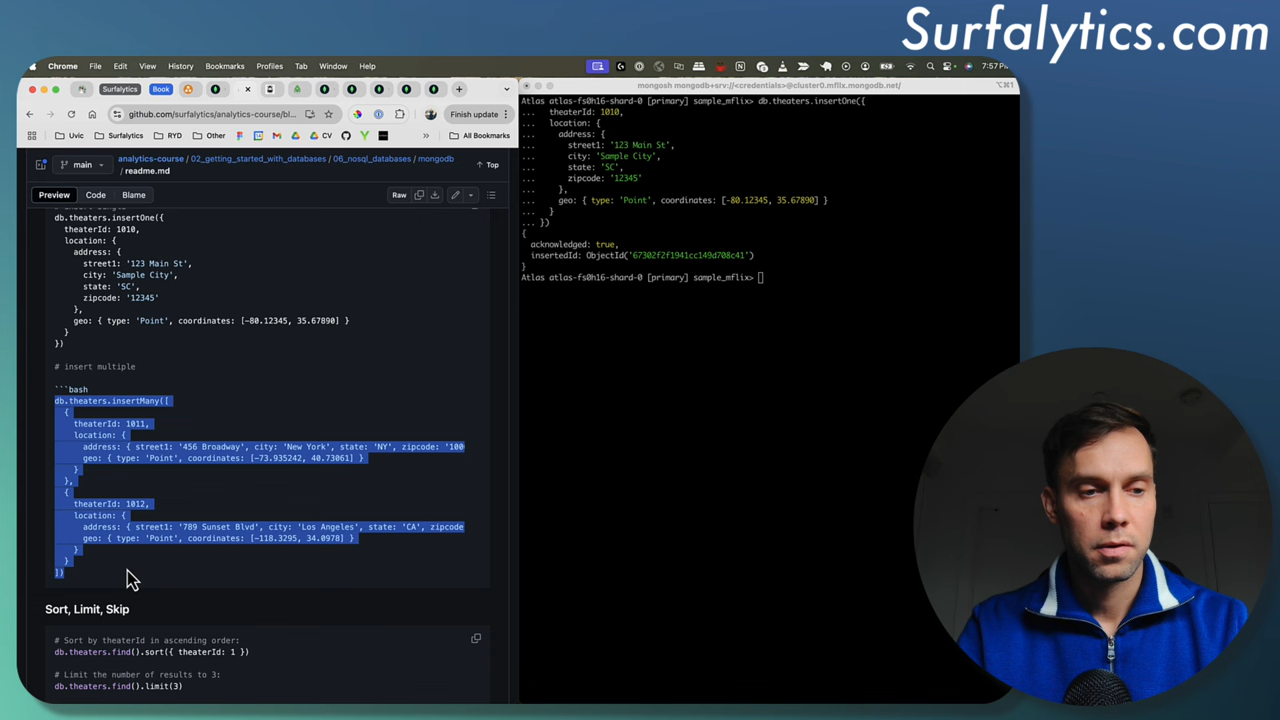 Surfalytics.com
Chrome File Edit View History Bookmarks Profiles Tab Window Help 7:57 P
Surfalytics Book
github.com/surfalytics/analytics-course/bl Finish update
Uvic Surfalytics RYD Other CV All Bookmarks
main analytics-course / 02_getting_started_with_databases / 06_nosql_databases / mongodb Top
/ readme.md
Preview Code Blame Raw
db.theaters.insertOne({
theaterId: 1010,
location: {
address: {
street1: '123 Main St',
city: 'Sample City',
state: 'SC',
zipcode: '12345'
},
geo: { type: 'Point', coordinates: [-80.12345, 35.67890] }
}
})
# insert multiple
```bash
db.theaters.insertMany([
{
theaterId: 1011,
location: {
address: { street1: '456 Broadway', city: 'New York', state: 'NY', zipcode: '100
geo: { type: 'Point', coordinates: [-73.935242, 40.73061] }
}
},
{
theaterId: 1012,
location: {
address: { street1: '789 Sunset Blvd', city: 'Los Angeles', state: 'CA', zipcode
geo: { type: 'Point', coordinates: [-118.3295, 34.0978] }
}
}
])
Sort, Limit, Skip
# Sort by theaterId in ascending order:
db.theaters.find().sort({ theaterId: 1 })
# Limit the number of results to 3:
db.theaters.find().limit(3)
mongosh mongodb+srv://<credentials>@cluster0.mflix.mongodb.net/ ⌥⌘1
Atlas atlas-fs0h16-shard-0 [primary] sample_mflix> db.theaters.insertOne({
... theaterId: 1010,
... location: {
... address: {
... street1: '123 Main St',
... city: 'Sample City',
... state: 'SC',
... zipcode: '12345'
... },
... geo: { type: 'Point', coordinates: [-80.12345, 35.67890] }
... }
... })
{
acknowledged: true,
insertedId: ObjectId('67302f2f1941cc149d708c41')
}
Atlas atlas-fs0h16-shard-0 [primary] sample_mflix>